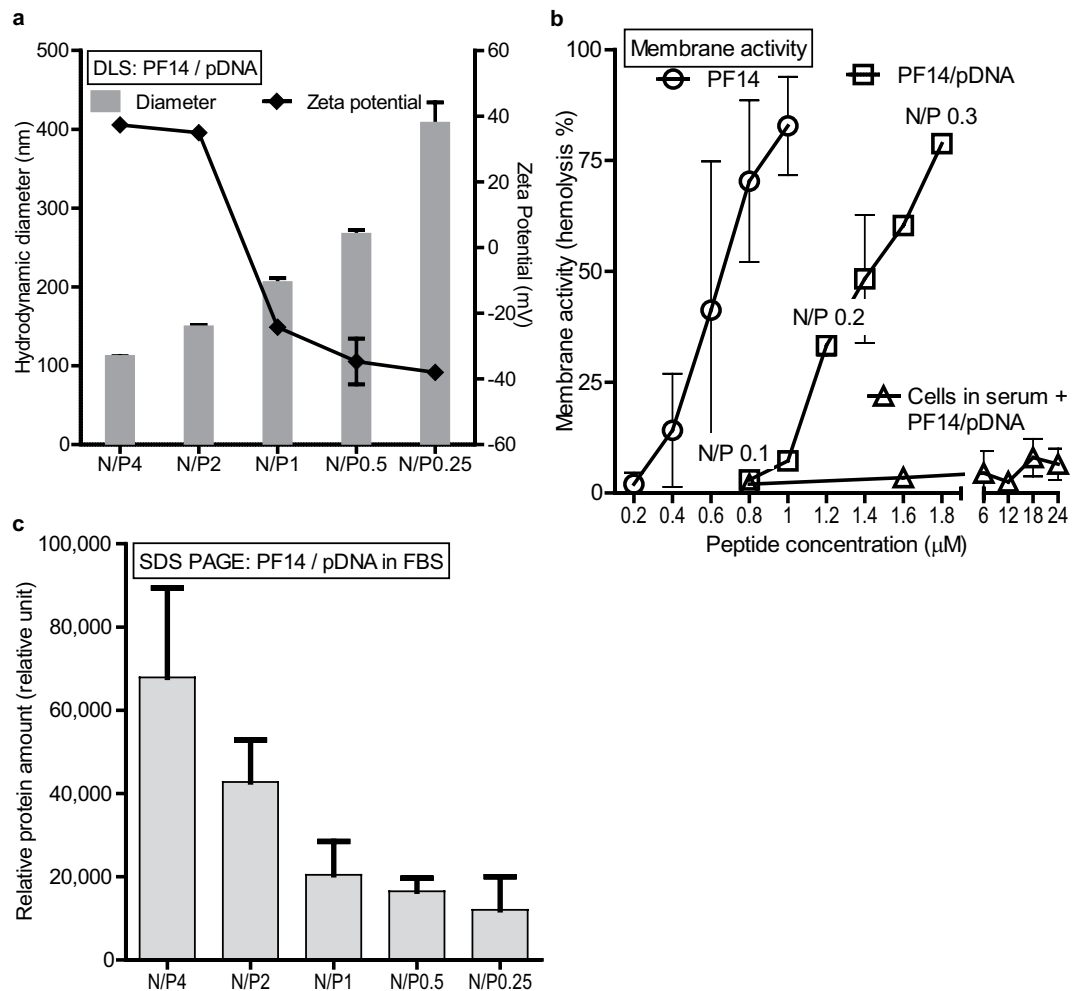 a
500
400
300
200
100
0
Hydrodynamic diameter (nm)
DLS: PF14 / pDNA
Diameter
Zeta potential
60
40
20
0
-20
-40
-60
Zeta Potential (mV)
N/P4 N/P2 N/P1 N/P0.5 N/P0.25
b
100
75
50
25
0
Membrane activity (hemolysis %)
Membrane activity
PF14
PF14/pDNA
N/P 0.3
N/P 0.2
N/P 0.1
Cells in serum +
PF14/pDNA
0.2 0.4 0.6 0.8 1 1.2 1.4 1.6 1.8 6 12 18 24
Peptide concentration (µM)
c
100,000
80,000
60,000
40,000
20,000
0
Relative protein amount (relative unit)
SDS PAGE: PF14 / pDNA in FBS
N/P4 N/P2 N/P1 N/P0.5 N/P0.25